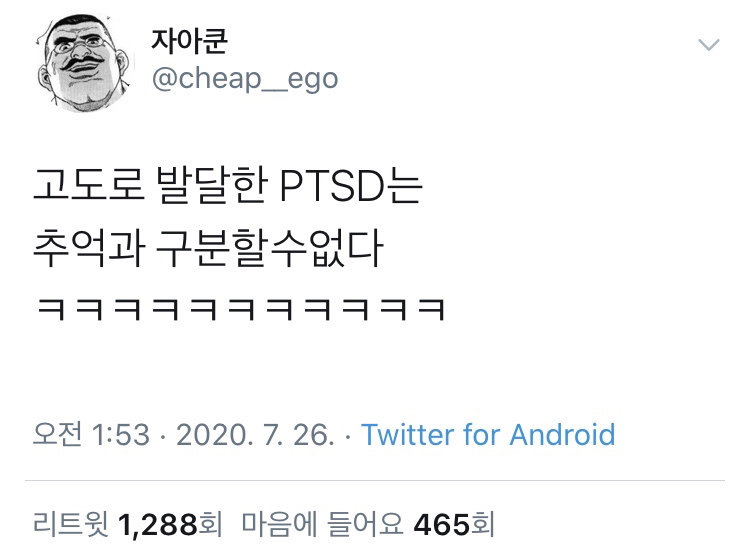 자아쿤
@cheap__ego
고도로 발달한 PTSD는
추억과 구분할수없다
ㅋㅋㅋㅋㅋㅋㅋㅋㅋㅋㅋ
오전 1:53 · 2020. 7. 26. · Twitter for Android
리트윗 1,288회 마음에 들어요 465회